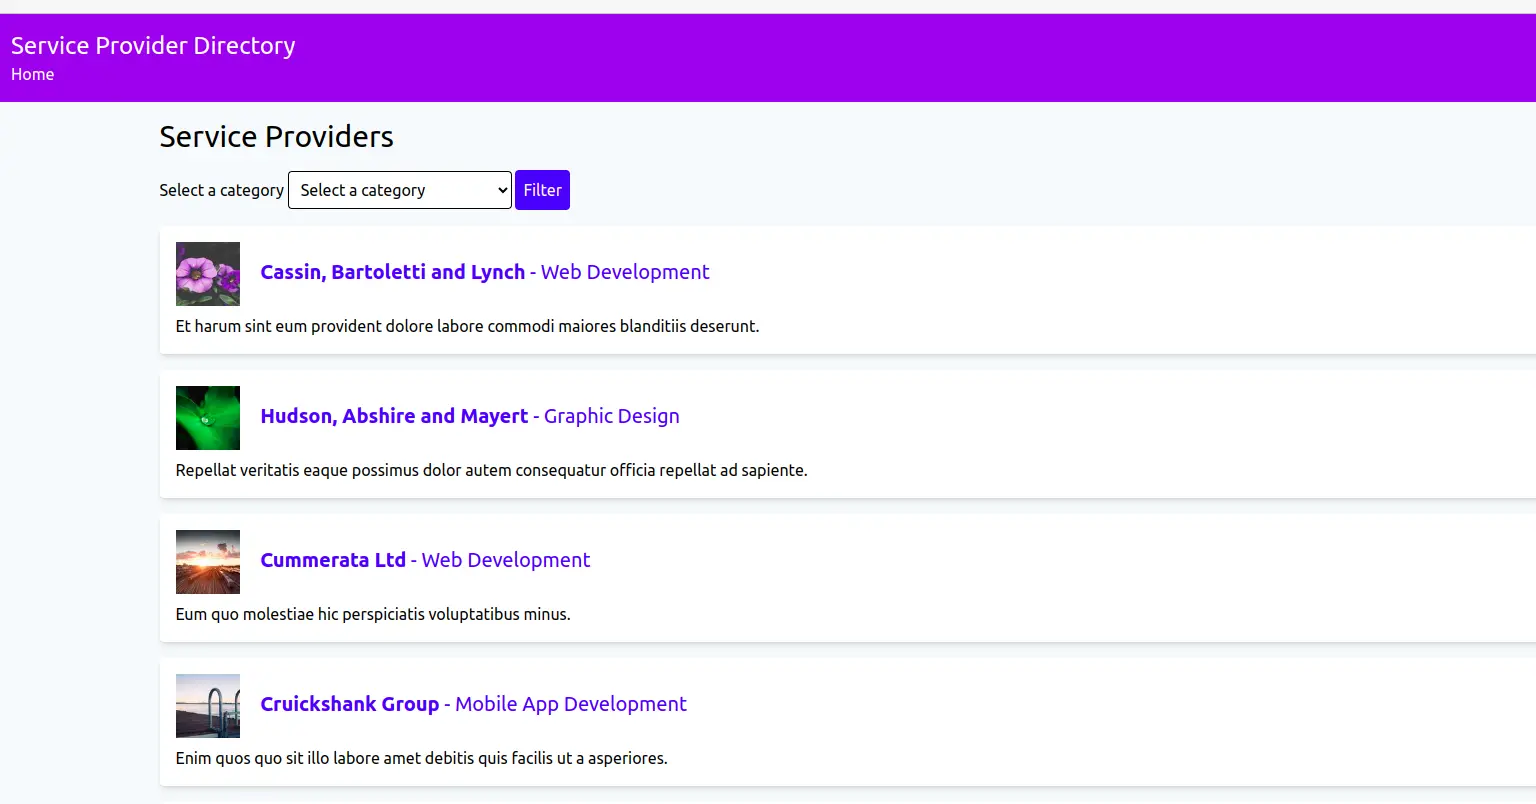 Service Provider Directory
Home
Service Providers
Select a category Select a category Filter
Cassin, Bartoletti and Lynch - Web Development
Et harum sint eum provident dolore labore commodi maiores blanditiis deserunt.
Hudson, Abshire and Mayert - Graphic Design
Repellat veritatis eaque possimus dolor autem consequatur officia repellat ad sapiente.
Cummerata Ltd - Web Development
Eum quo molestiae hic perspiciatis voluptatibus minus.
Cruickshank Group - Mobile App Development
Enim quos quo sit illo labore amet debitis quis facilis ut a asperiores.